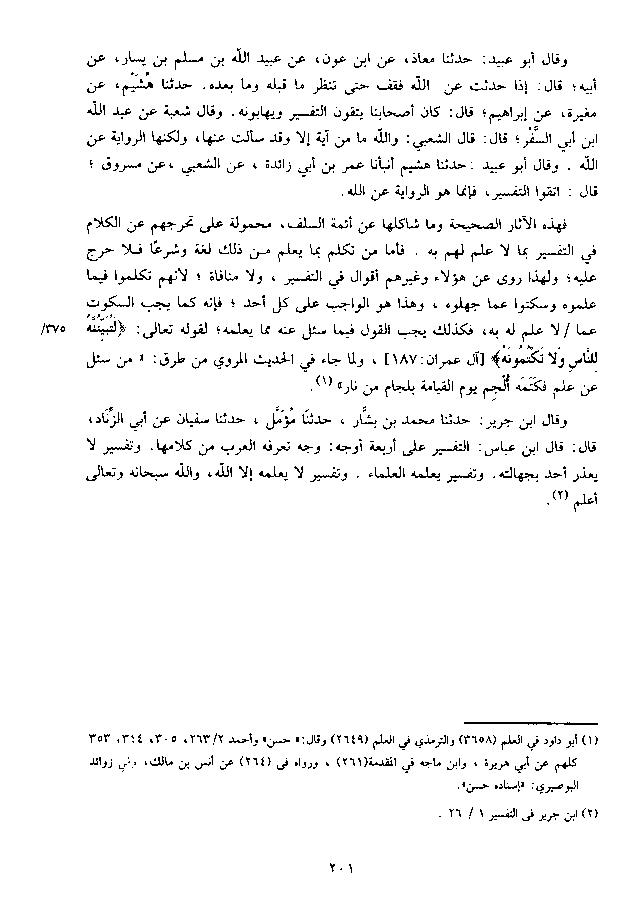 وقال أبو عبيد: حدثنا معاذ، عن ابن عون، عن عبيد الله بن مسلم بن يسار، عن
أبيه؛ قال: إذا حدثت عن الله فقف حتى تنظر ما قبله وما بعده. حدثنا هُشَيْم، عن
مغيرة، عن إبراهيم؛ قال: كان أصحابنا يتقون التفسير ويهابونه. وقال شعبة عن عبد الله
ابن أبي السَّفْر؛ قال: قال الشعبي: والله ما من آية إلا وقد سألت عنها، ولكنها الرواية عن
الله . وقال أبو عبيد : حدثنا هشيم أنبأنا عمر بن أبي زائدة ، عن الشعبي ، عن مسروق ؛
قال : اتقوا التفسير، فإنما هو الرواية عن الله.
فهذه الآثار الصحيحة وما شاكلها عن أئمة السلف، محمولة على تحرجهم عن الكلام
في التفسير بما لا علم لهم به . فأما من تكلم بما يعلم من ذلك لغة وشرعًا فلا حرج
عليه؛ ولهذا روى عن هؤلاء وغيرهم أقوال في التفسير ، ولا منافاة ؛ لأنهم تكلموا فيما
علموه وسكتوا عما جهلوه ، وهذا هو الواجب على كل أحد ؛ فإنه كما يجب السكوت
عما / لا علم له به، فكذلك يجب القول فيما سئل عنه مما يعلمه؛ لقوله تعالى: ﴿لَتُبَيِّنُنَّهُ ٣٧٥/
لِلنَّاسِ وَلَا تَكْتُمُونَهُ﴾ [آل عمران: ١٨٧] ، ولما جاء في الحديث المروي من طرق: « من سئل
عن علم فكَتَمَه أُلْجِم يوم القيامة بلجام من نار» (١).
وقال ابن جرير: حدثنا محمد بن بشَّار ، حدثنا مُؤَمَّل ، حدثنا سفيان عن أبي الزِّنَاد،
قال: قال ابن عباس: التفسير على أربعة أوجه: وجه تعرفه العرب من كلامها. وتفسير لا
يعذر أحد بجهالته. وتفسير يعلمه العلماء . وتفسير لا يعلمه إلا الله، والله سبحانه وتعالى
أعلم (٢).
(١) أبو داود في العلم (٣٦٥٨) والترمذي في العلم (٢٦٤٩) وقال: « حسن» وأحمد ٢/ ٢٦٣، ٣٠٥، ٣٤٤، ٣٥٣
كلهم عن أبي هريرة ، وابن ماجه في المقدمة(٢٦١) ، ورواه في (٢٦٤) عن أنس بن مالك، وفي زوائد
البوصيري: «إسناده حسن».
(٢) ابن جرير في التفسير ١ / ٢٦ .
٢٠١